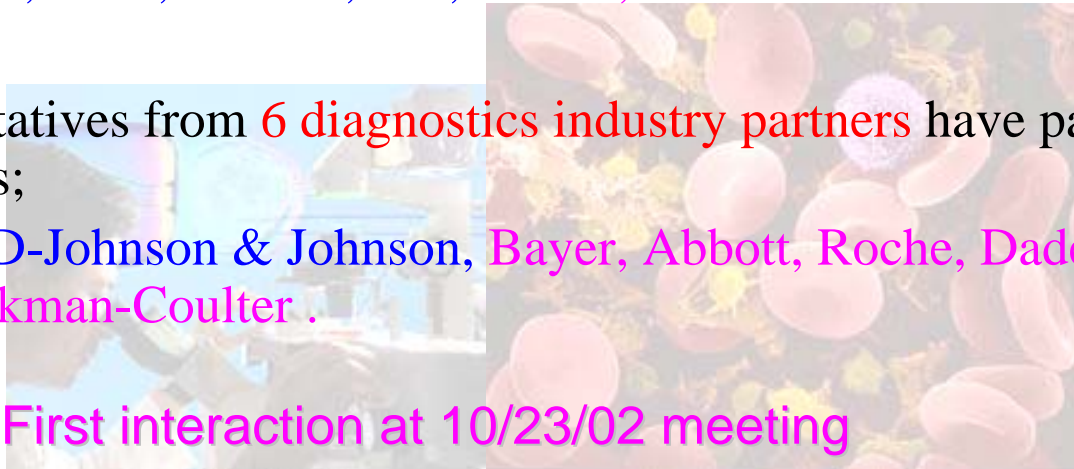 tatives from 6 diagnostics industry partners have pa
s;
D-Johnson & Johnson, Bayer, Abbott, Roche, Dade
kman-Coulter .
First interaction at 10/23/02 meeting